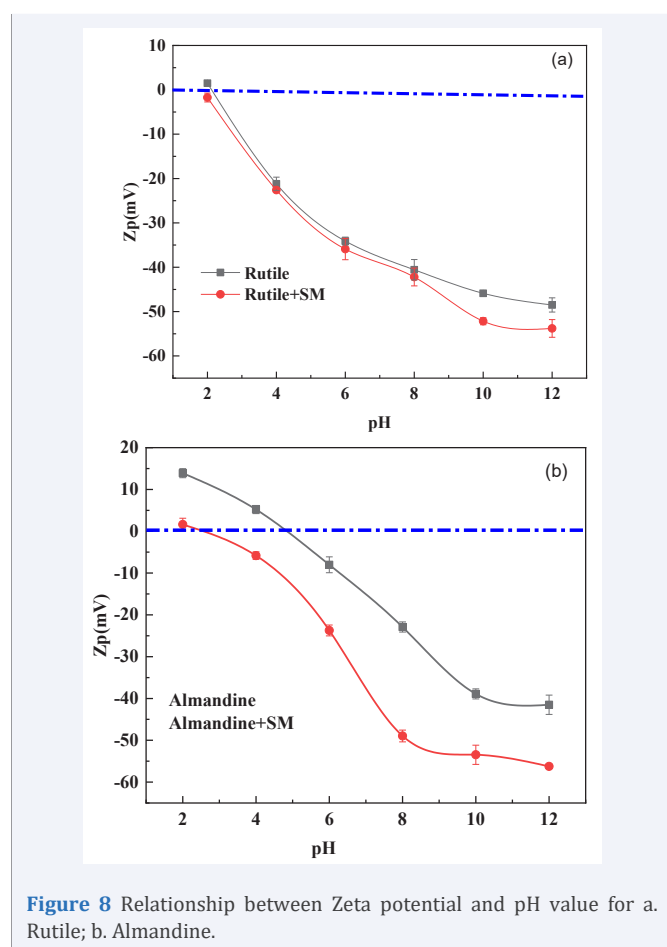 (a)
10
0
-10
-20
-30
-40
-50
-60
Zp(mV)
Rutile
Rutile+SM
2 4 6 8 10 12
pH
(b)
20
10
0
-10
-20
-30
-40
-50
-60
Zp(mV)
Almandine
Almandine+SM
2 4 6 8 10 12
pH
Figure 8 Relationship between Zeta potential and pH value for a.
Rutile; b. Almandine.